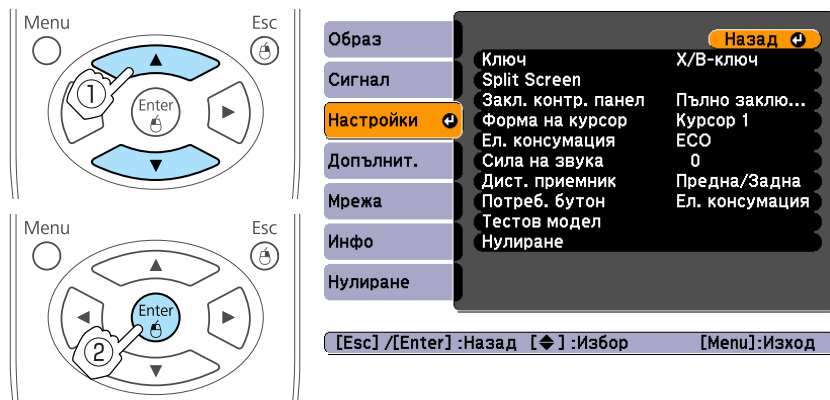 Menu Esc
1
Enter
Menu Esc
Enter
2
Образ
Сигнал
Настройки
Допълнит.
Мрежа
Инфо
Нулиране
Назад
Ключ Х/В-ключ
Split Screen
Закл. контр. панел Пълно заклю...
Форма на курсор Курсор 1
Ел. консумация ECO
Сила на звука 0
Дист. приемник Предна/Задна
Потреб. бутон Ел. консумация
Тестов модел
Нулиране
[Esc] /[Enter] :Назад [◆] :Избор [Menu]:Изход